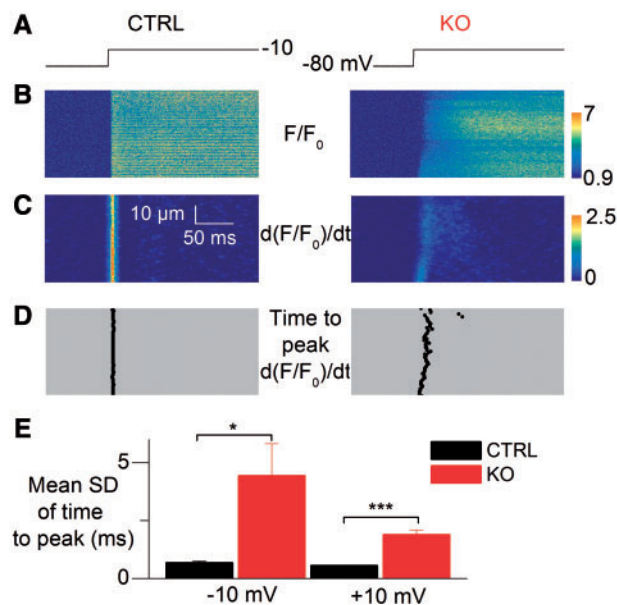 A CTRL KO
-10 -80 mV
B F/F0 7
0.9
C 10 µm
50 ms
d(F/F0)/dt 2.5
0
D Time to
peak
d(F/F0)/dt
E
5
0
Mean SD
of time
to peak (ms)
* ***
CTRL
KO
-10 mV +10 mV